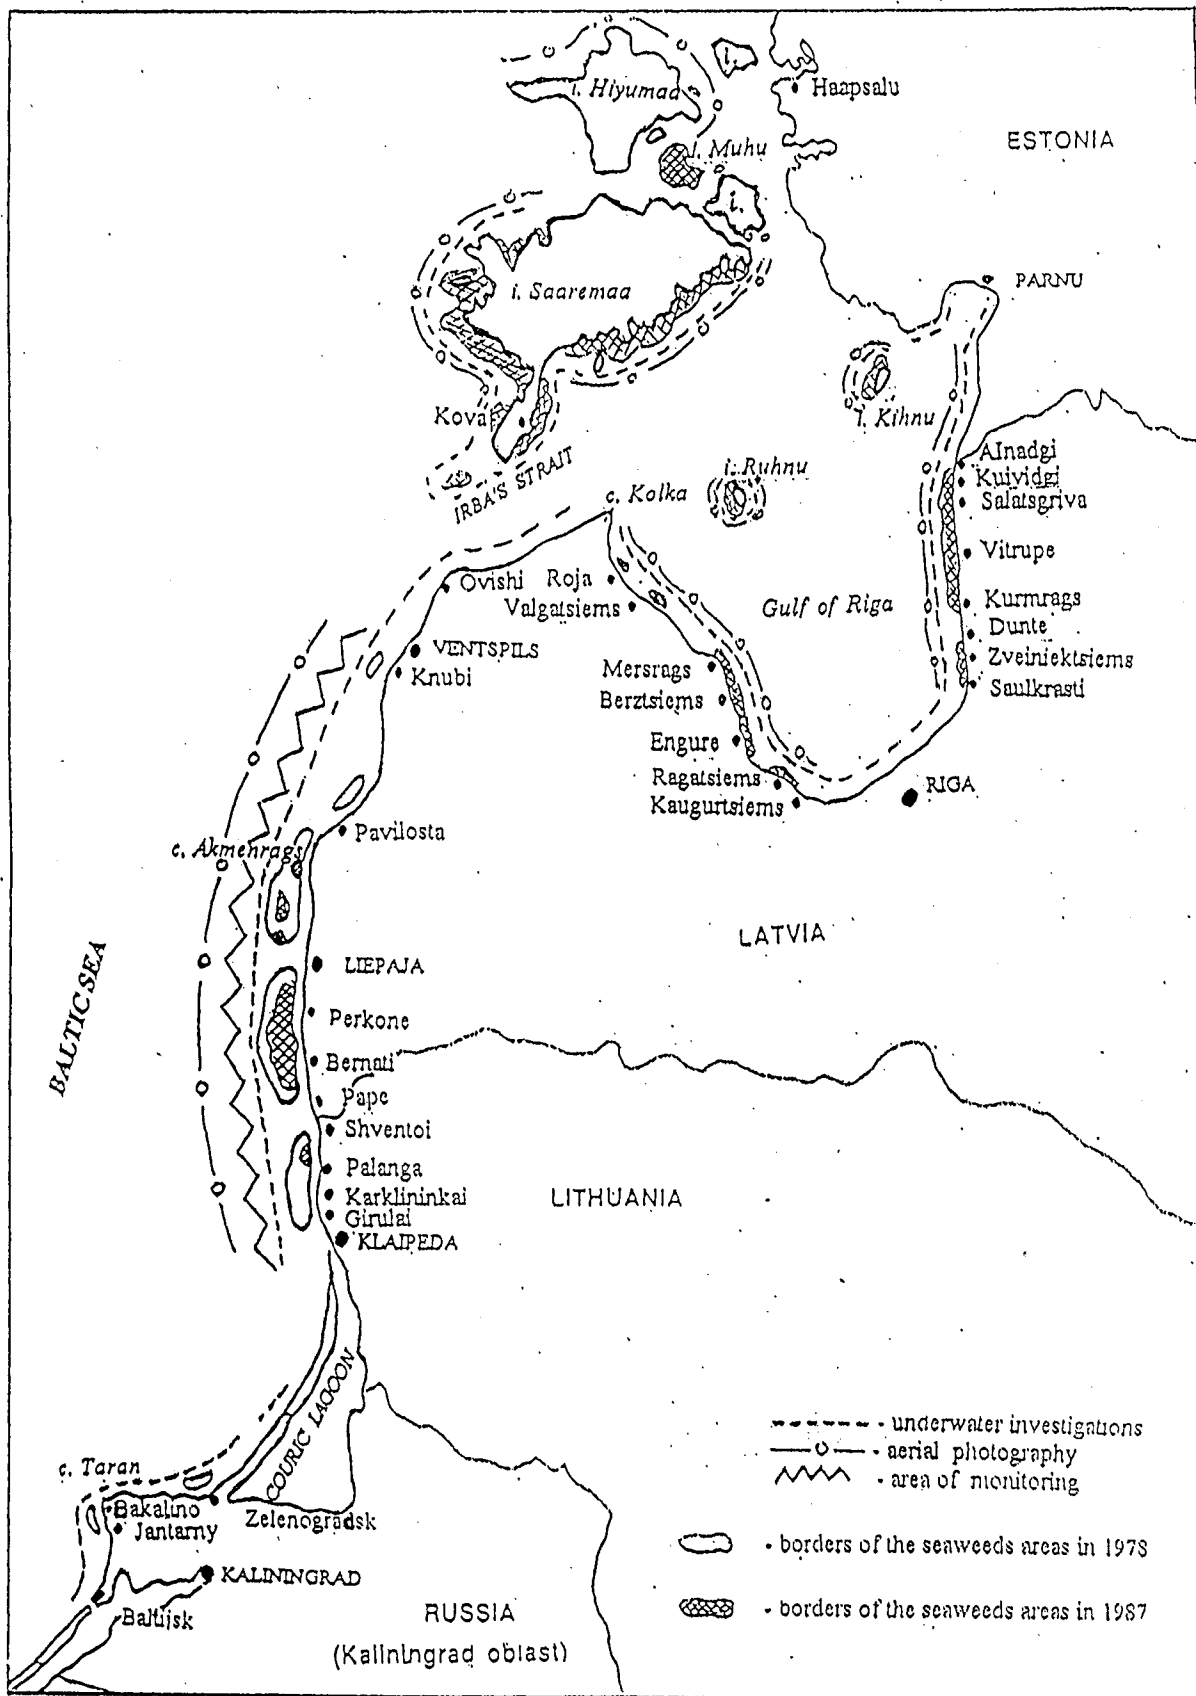 i. Hiyumad
i.
Haapsalu
ESTONIA
i. Muhu
i.
i. Saaremaa
PARNU
Kova
i. Kihnu
IRBA'S STRAIT
c. Kolka
i. Ruhnu
AInadgi
Kuividgi
Salatsgriva
Vitrupe
Ovishi
Roja
Valgatsiems
Gulf of Riga
Kurmrags
Dunte
Zveiniektsiems
Saulkrasti
VENTSPILS
Knubi
Mersrags
Berztsiems
Engure
Ragatsiems
Kaugurtsiems
RIGA
Pavilosta
c. Akmenrags
LATVIA
BALTIC SEA
LIEPAJA
Perkone
Bernati
Pape
Shventoi
Palanga
Karklininkai
Girulai
KLAIPEDA
LITHUANIA
COURIC LAGOON
c. Taran
Bakalino
Jantarny
Zelenogradsk
KALININGRAD
Baltijsk
RUSSIA
(Kaliningrad oblast)
- underwater investigations
- aerial photography
- area of monitoring
- borders of the seaweeds areas in 1978
- borders of the seaweeds areas in 1987